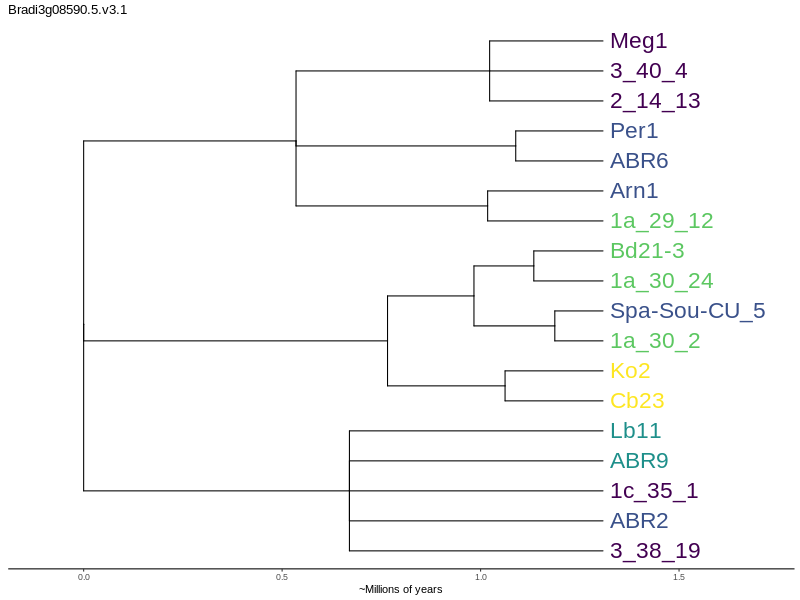 Bradi3g08590.5.v3.1
Meg1
3_40_4
2_14_13
Per1
ABR6
Arn1
1a_29_12
Bd21-3
1a_30_24
Spa-Sou-CU_5
1a_30_2
Ko2
Cb23
Lb11
ABR9
1c_35_1
ABR2
3_38_19
0.0 0.5 1.0 1.5
~Millions of years